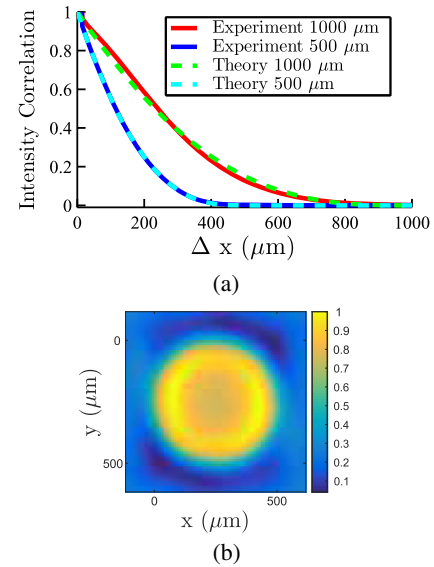 Intensity Correlation
1
0.8
0.6
0.4
0.2
0
Experiment 1000 μm
Experiment 500 μm
Theory 1000 μm
Theory 500 μm
0 200 400 600 800 1000
Δ x (μm)
(a)
y (μm)
0
500
0 500
x (μm)
1
0.9
0.8
0.7
0.6
0.5
0.4
0.3
0.2
0.1
(b)